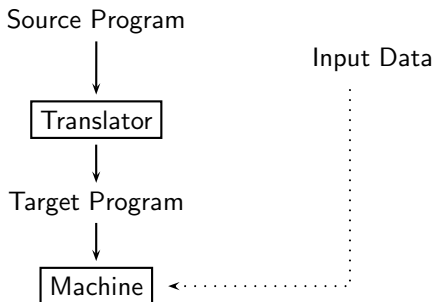 Source Program
Input Data
Translator
Target Program
Machine